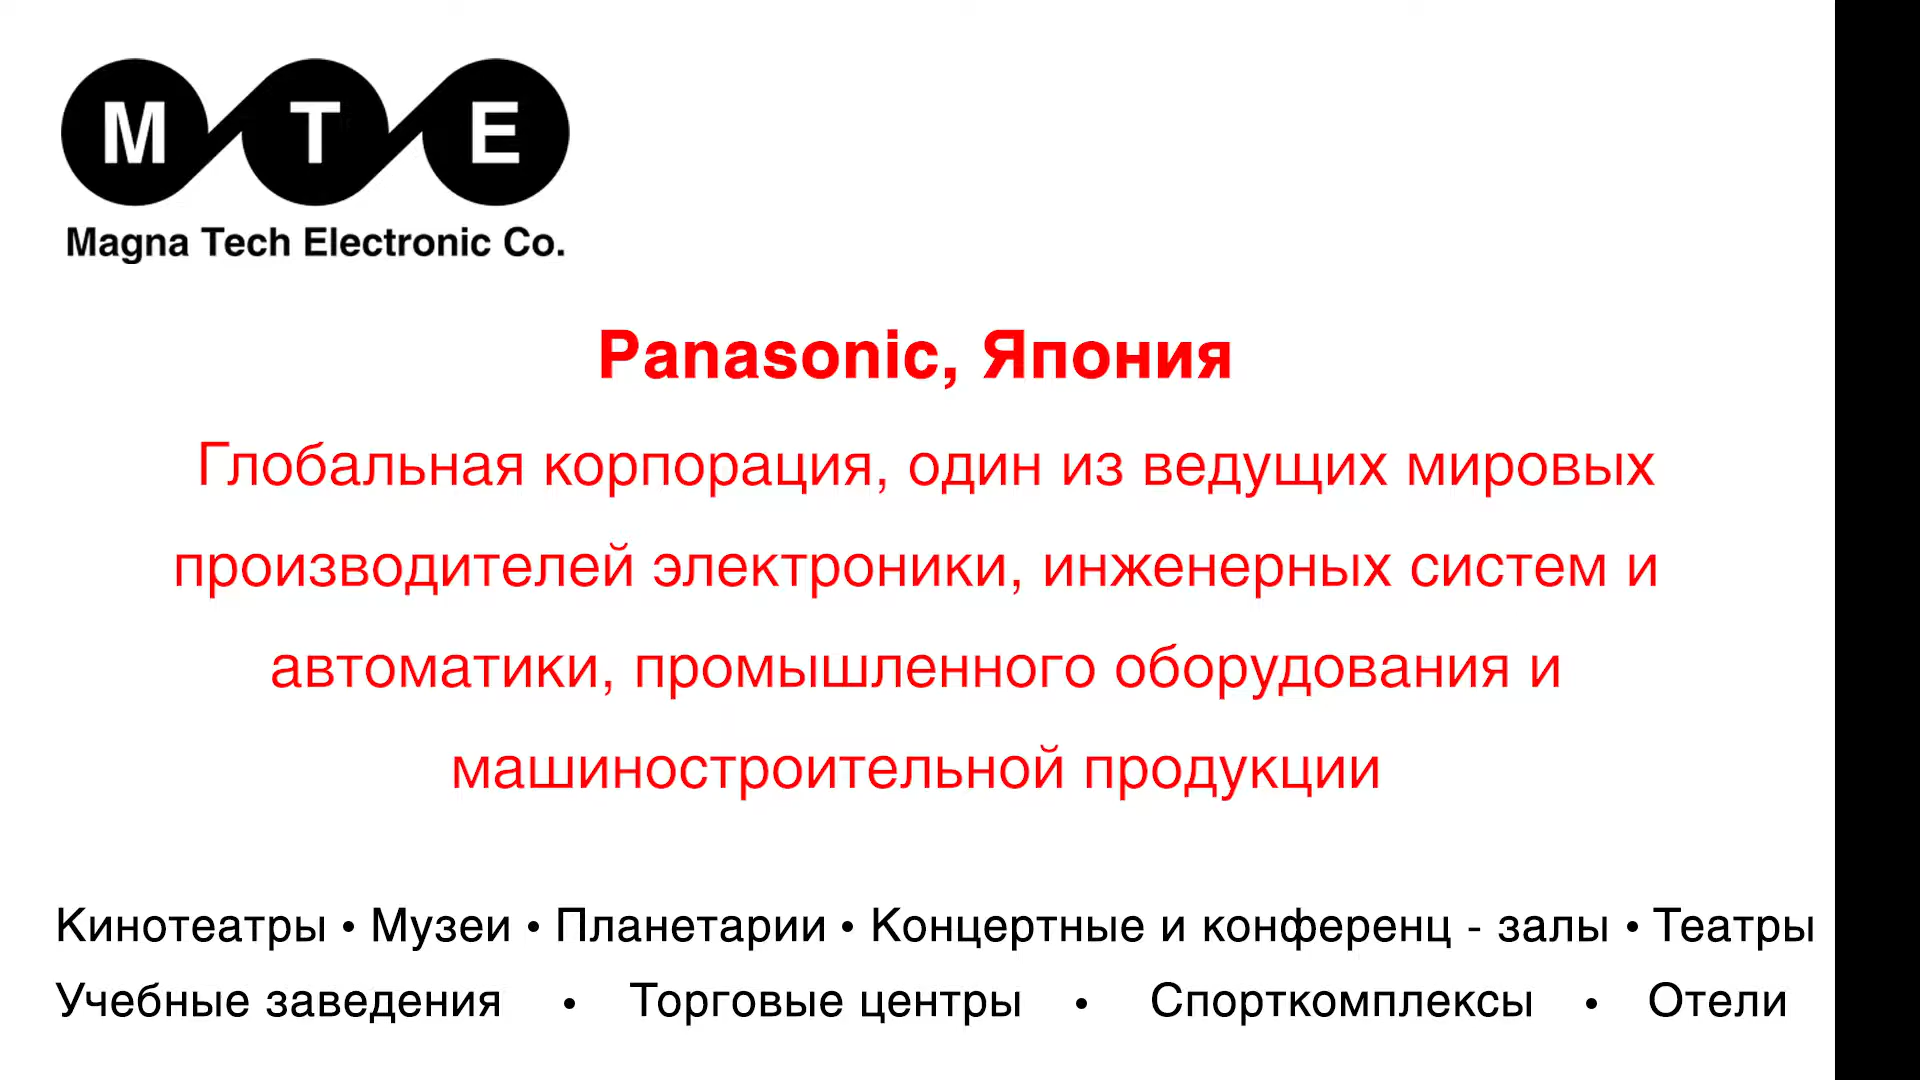 M T E
Magna Tech Electronic Co.
Panasonic, Япония
Глобальная корпорация, один из ведущих мировых
производителей электроники, инженерных систем и
автоматики, промышленного оборудования и
машиностроительной продукции
Кинотеатры • Музеи • Планетарии • Концертные и конференц - залы • Театры
Учебные заведения • Торговые центры • Спорткомплексы • Отели